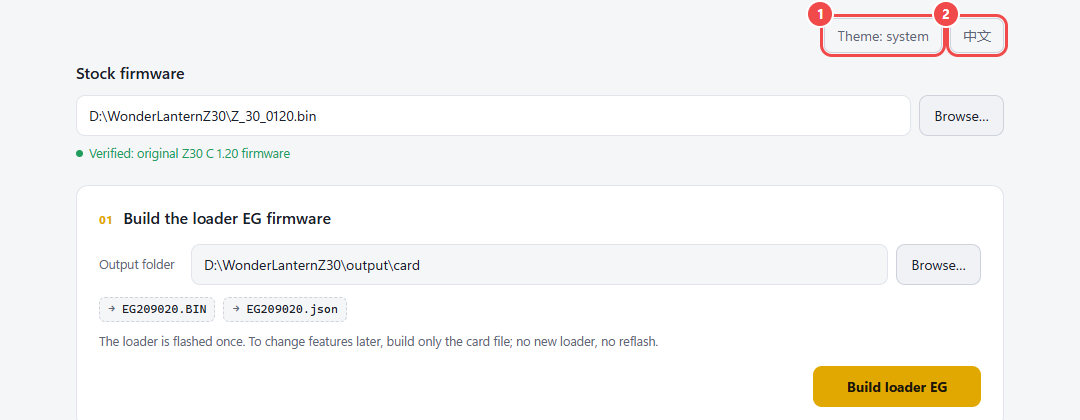 1 2
Theme: system 中文
Stock firmware
D:\WonderLanternZ30\Z_30_0120.bin Browse...
Verified: original Z30 C 1.20 firmware
01 Build the loader EG firmware
Output folder D:\WonderLanternZ30\output\card Browse...
→ EG209020.BIN → EG209020.json
The loader is flashed once. To change features later, build only the card file; no new loader, no reflash.
Build loader EG